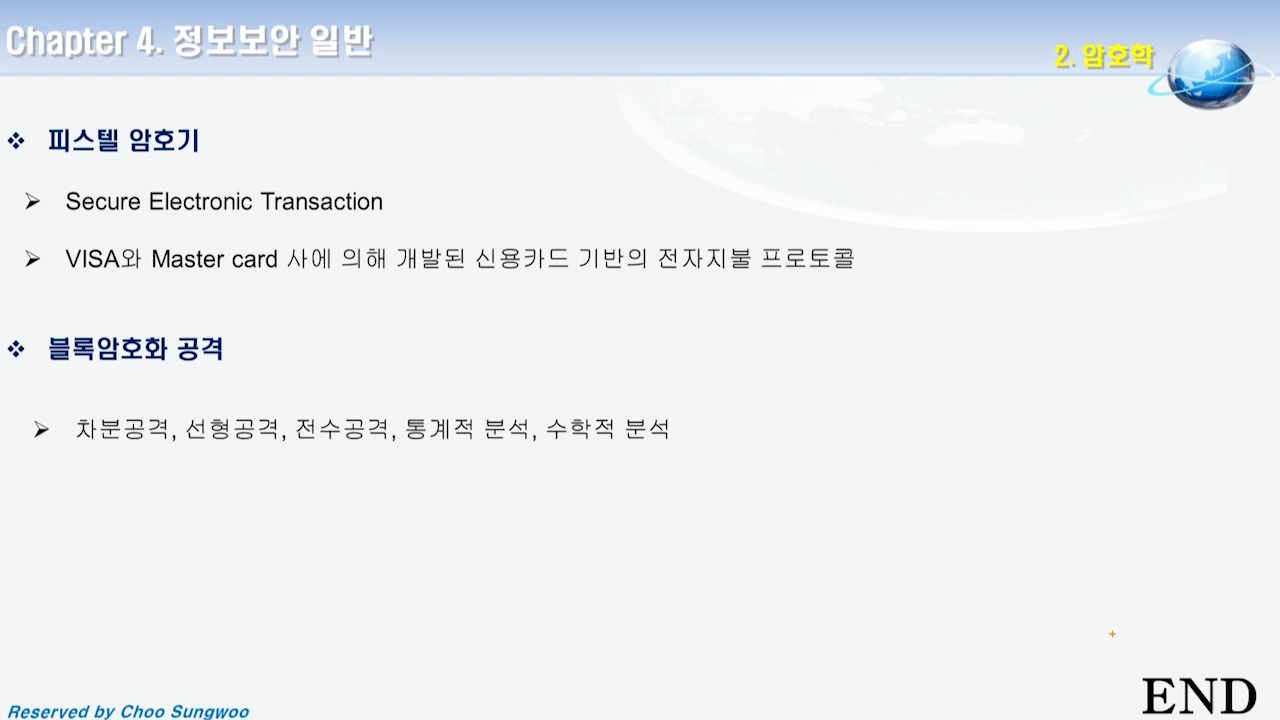 Chapter 4. 정보보안 일반
2. 암호학
피스텔 암호기
Secure Electronic Transaction
VISA와 Master card 사에 의해 개발된 신용카드 기반의 전자지불 프로토콜
블록암호화 공격
차분공격, 선형공격, 전수공격, 통계적 분석, 수학적 분석
END
Reserved by Choo Sungwoo